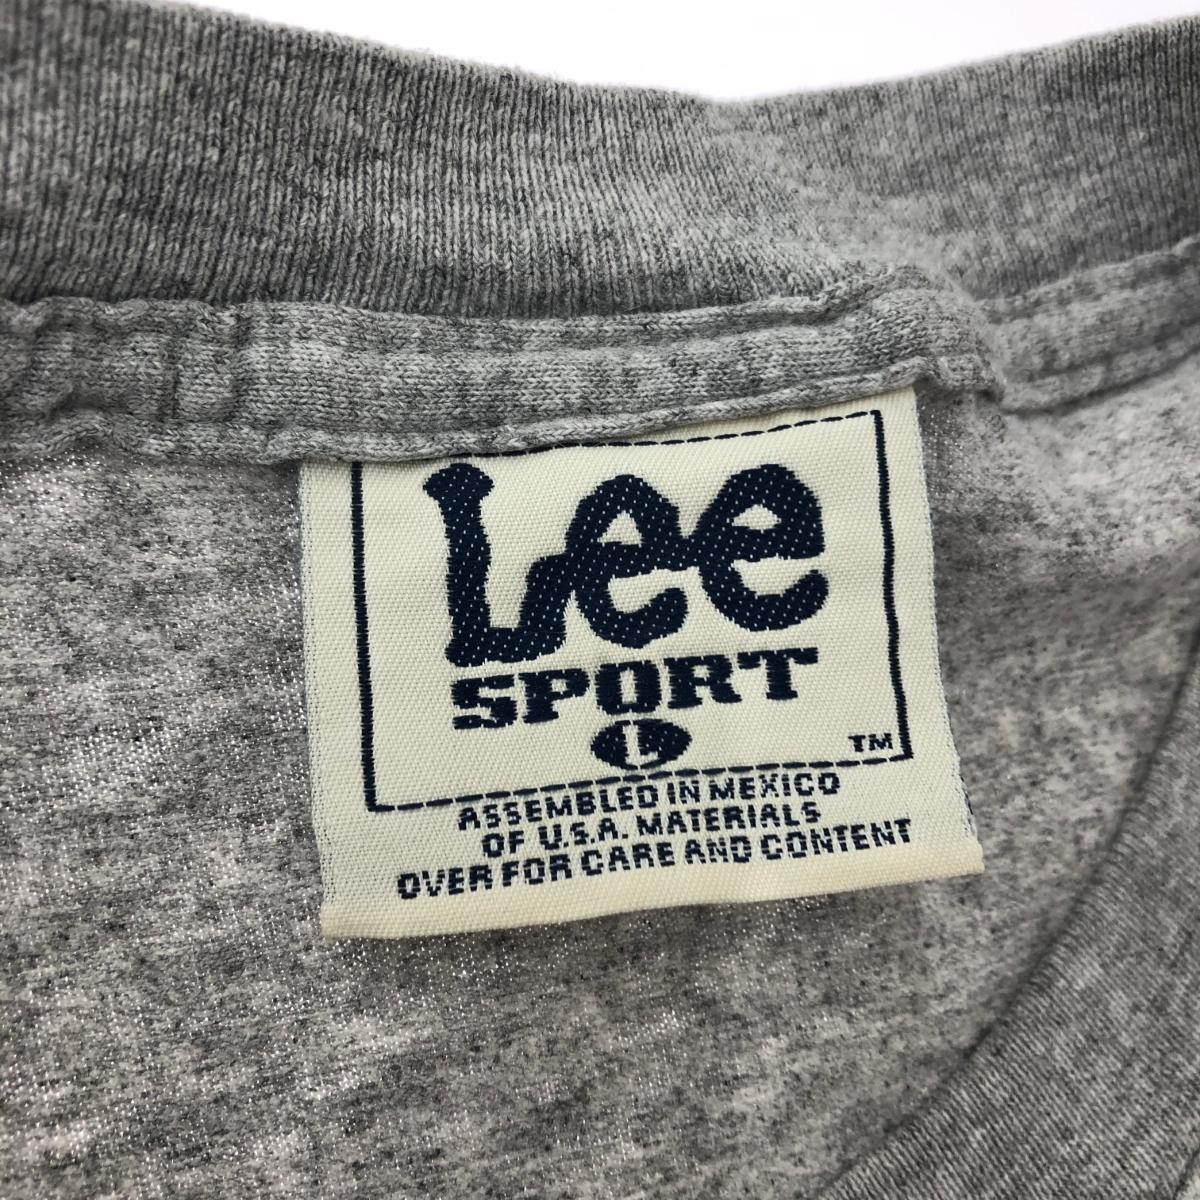 Lee
SPORT
L
TM
ASSEMBLED IN MEXICO
OF U.S.A. MATERIALS
OVER FOR CARE AND CONTENT